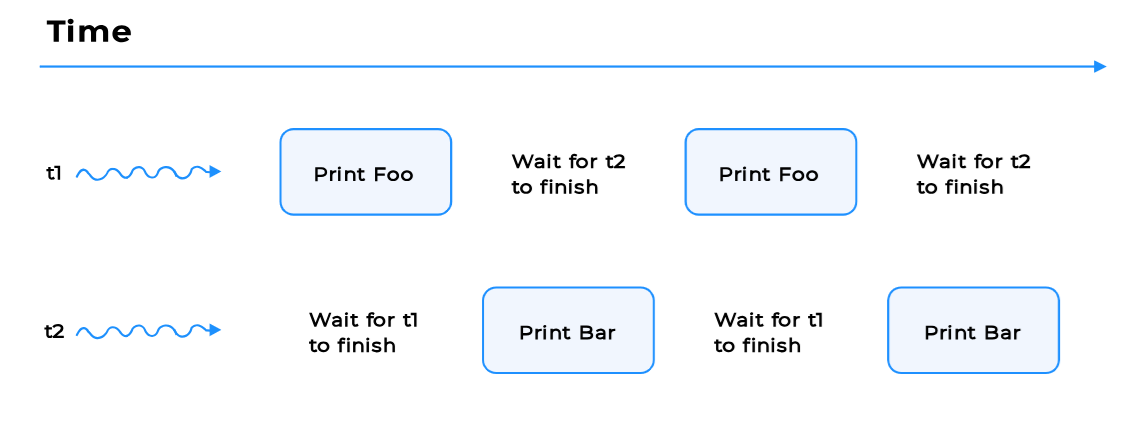 Time
t1
Print Foo
Wait for t2
to finish
Print Foo
Wait for t2
to finish
t2
Wait for t1
to finish
Print Bar
Wait for t1
to finish
Print Bar